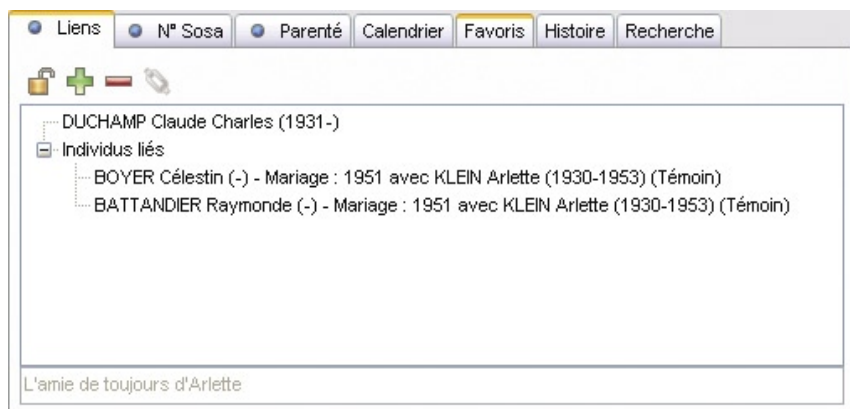 Liens N° Sosa Parenté Calendrier Favoris Histoire Recherche
DUCHAMP Claude Charles (1931-)
Individus liés
BOYER Célestin (-) - Mariage : 1951 avec KLEIN Arlette (1930-1953) (Témoin)
BATTANDIER Raymonde (-) - Mariage : 1951 avec KLEIN Arlette (1930-1953) (Témoin)
L'amie de toujours d'Arlette